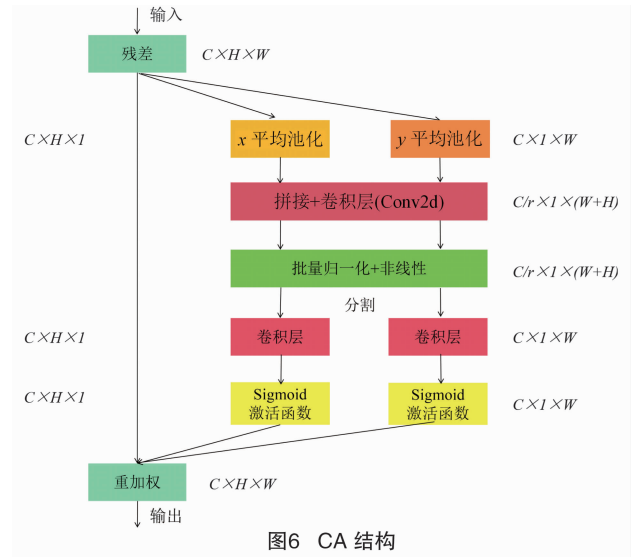 输入
残差
C×H×W
C×H×1
x 平均池化
y 平均池化
C×1×W
拼接+卷积层(Conv2d)
C/r×1×(W+H)
批量归一化+非线性
C/r×1×(W+H)
分割
C×H×1
卷积层
卷积层
C×1×W
C×H×1
Sigmoid
激活函数
Sigmoid
激活函数
C×1×W
重加权
C×H×W
输出
图6 CA 结构